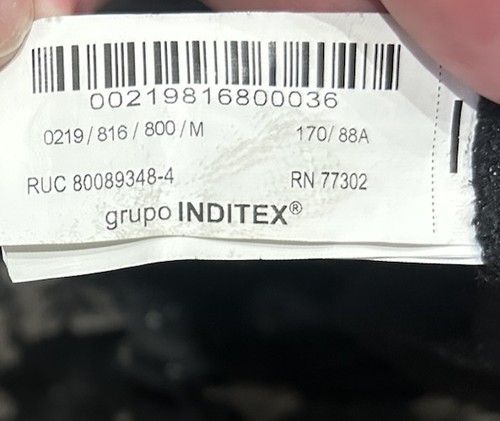 00219816800036
0219/816/800/M 170/88A
RUC 80089348-4 RN 77302
grupo INDITEX®